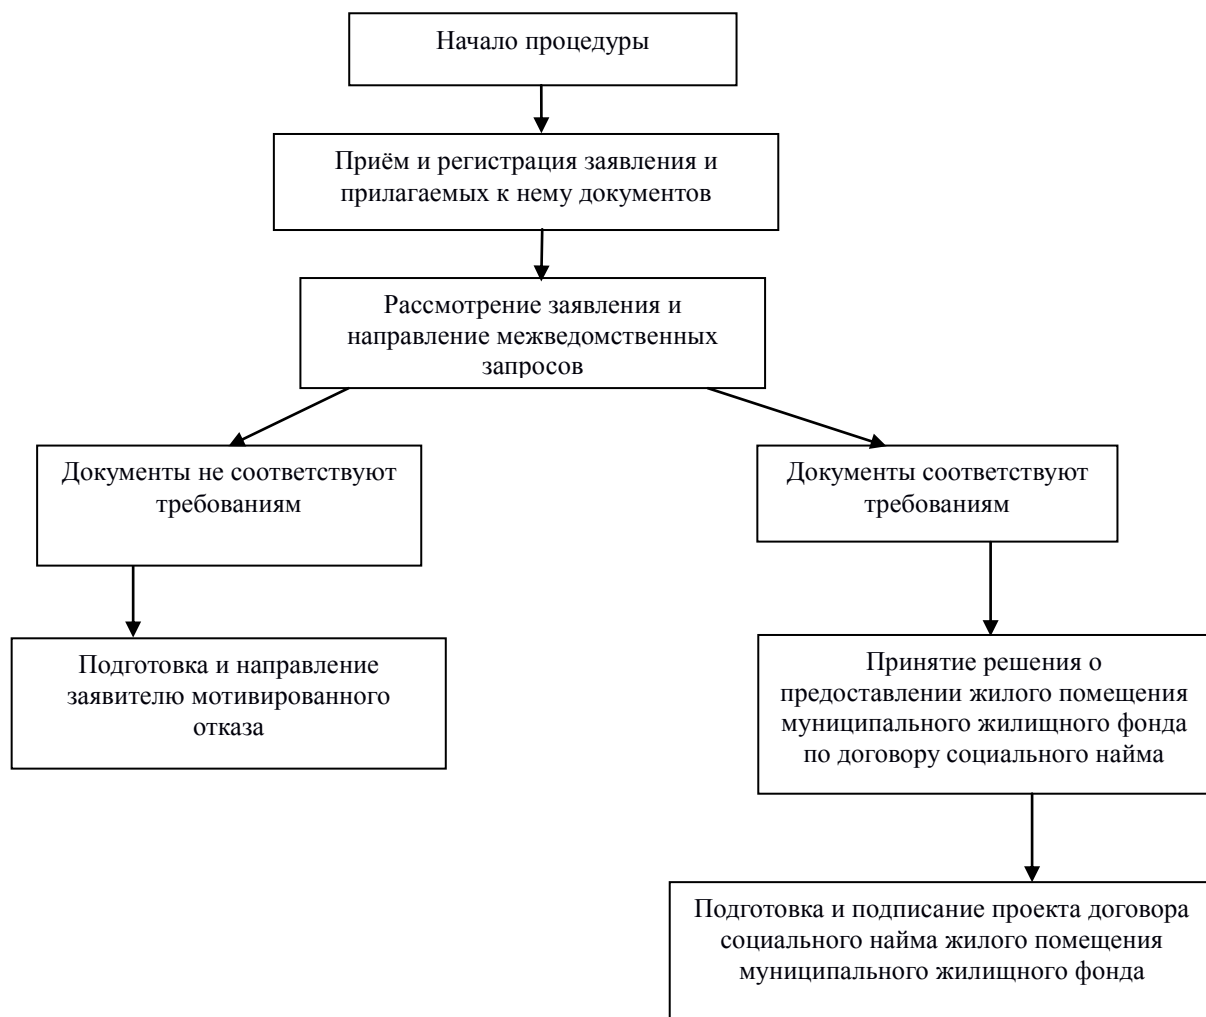 Начало процедуры
Приём и регистрация заявления и
прилагаемых к нему документов
Рассмотрение заявления и
направление межведомственных
запросов
Документы не соответствуют
требованиям
Документы соответствуют
требованиям
Подготовка и направление
заявителю мотивированного
отказа
Принятие решения о
предоставлении жилого помещения
муниципального жилищного фонда
по договору социального найма
Подготовка и подписание проекта договора
социального найма жилого помещения
муниципального жилищного фонда